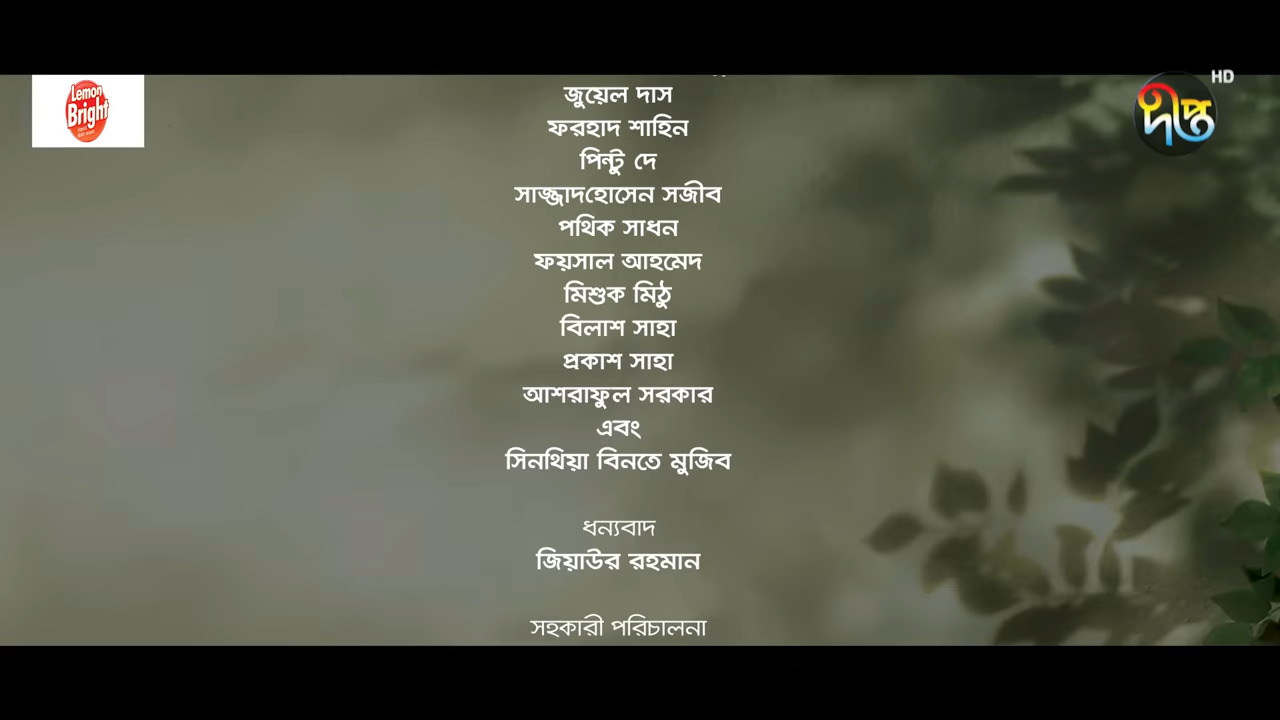 Lemon
Bright
দীপ্ত
HD
জুয়েল দাস
ফরহাদ শাহিন
পিন্টু দে
সাজ্জাদহোসেন সজীব
পথিক সাধন
ফয়সাল আহমেদ
মিশুক মিঠু
বিলাশ সাহা
প্রকাশ সাহা
আশরাফুল সরকার
এবং
সিনথিয়া বিনতে মুজিব
ধন্যবাদ
জিয়াউর রহমান
সহকারী পরিচালনা